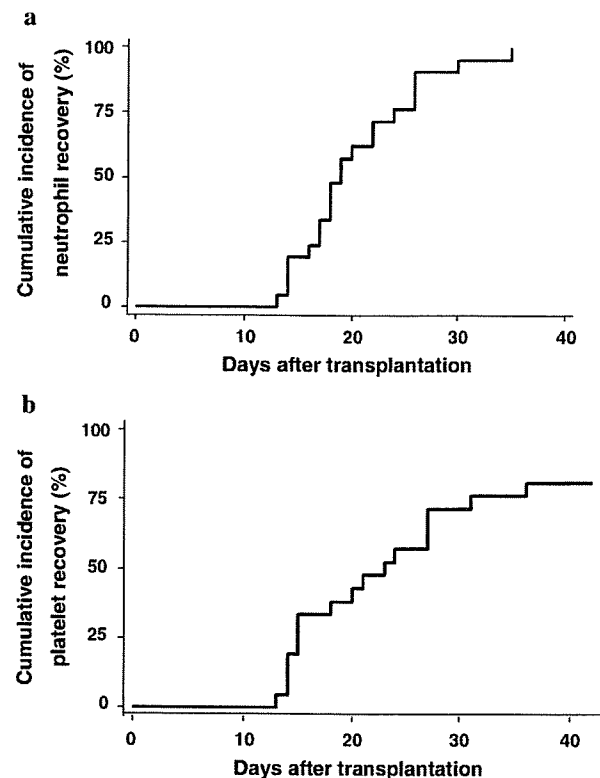 a
Cumulative incidence of
neutrophil recovery (%)
100
75
50
25
0
0 10 20 30 40
Days after transplantation
b
Cumulative incidence of
platelet recovery (%)
100
75
50
25
0
0 10 20 30 40
Days after transplantation